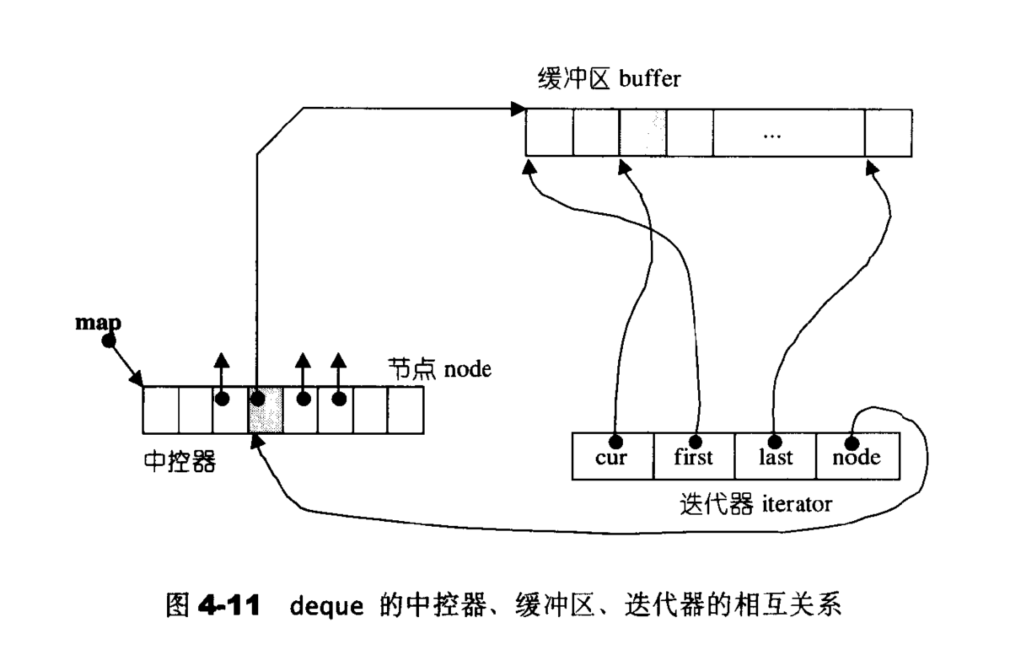 缓冲区 buffer
...
map
节点 node
中控器
cur first last node
迭代器 iterator
图 4-11 deque 的中控器、缓冲区、迭代器的相互关系